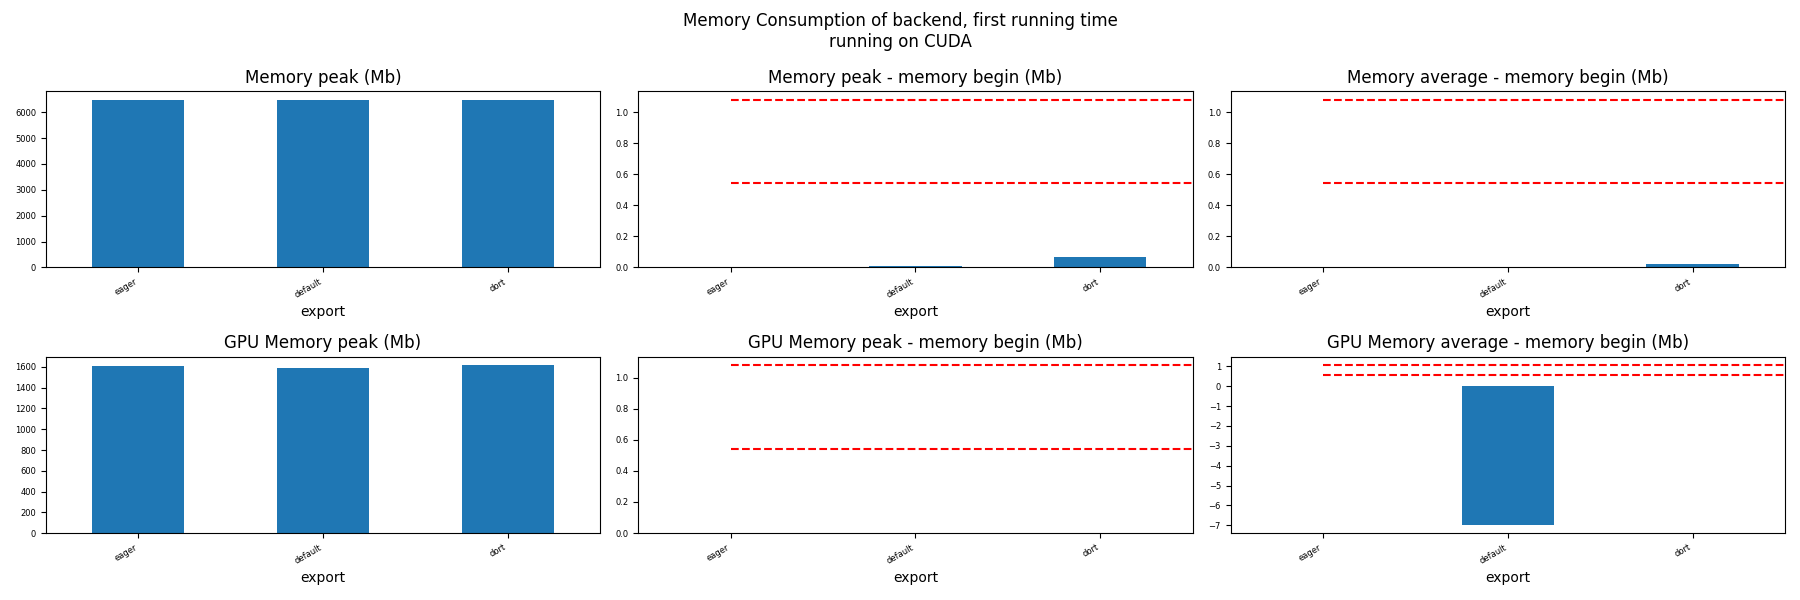 Memory Consumption of backend, first running time
running on CUDA
Memory peak (Mb)
6000
5000
4000
3000
2000
1000
0
eager
default
dort
export
Memory peak - memory begin (Mb)
1.0
0.8
0.6
0.4
0.2
0.0
eager
default
dort
export
Memory average - memory begin (Mb)
1.0
0.8
0.6
0.4
0.2
0.0
eager
default
dort
export
GPU Memory peak (Mb)
1600
1400
1200
1000
800
600
400
200
0
eager
default
dort
export
GPU Memory peak - memory begin (Mb)
1.0
0.8
0.6
0.4
0.2
0.0
eager
default
dort
export
GPU Memory average - memory begin (Mb)
1
0
−1
−2
−3
−4
−5
−6
−7
eager
default
dort
export